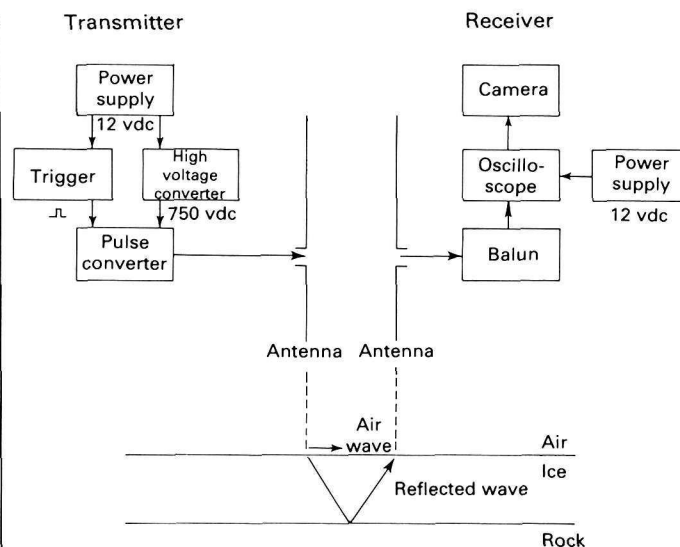 Transmitter
Receiver
Power
supply
12 vdc
Trigger
High
voltage
converter
750 vdc
Pulse
converter
Camera
Oscillo-
scope
Power
supply
12 vdc
Balun
Antenna
Antenna
Air
wave
Air
Ice
Reflected wave
Rock